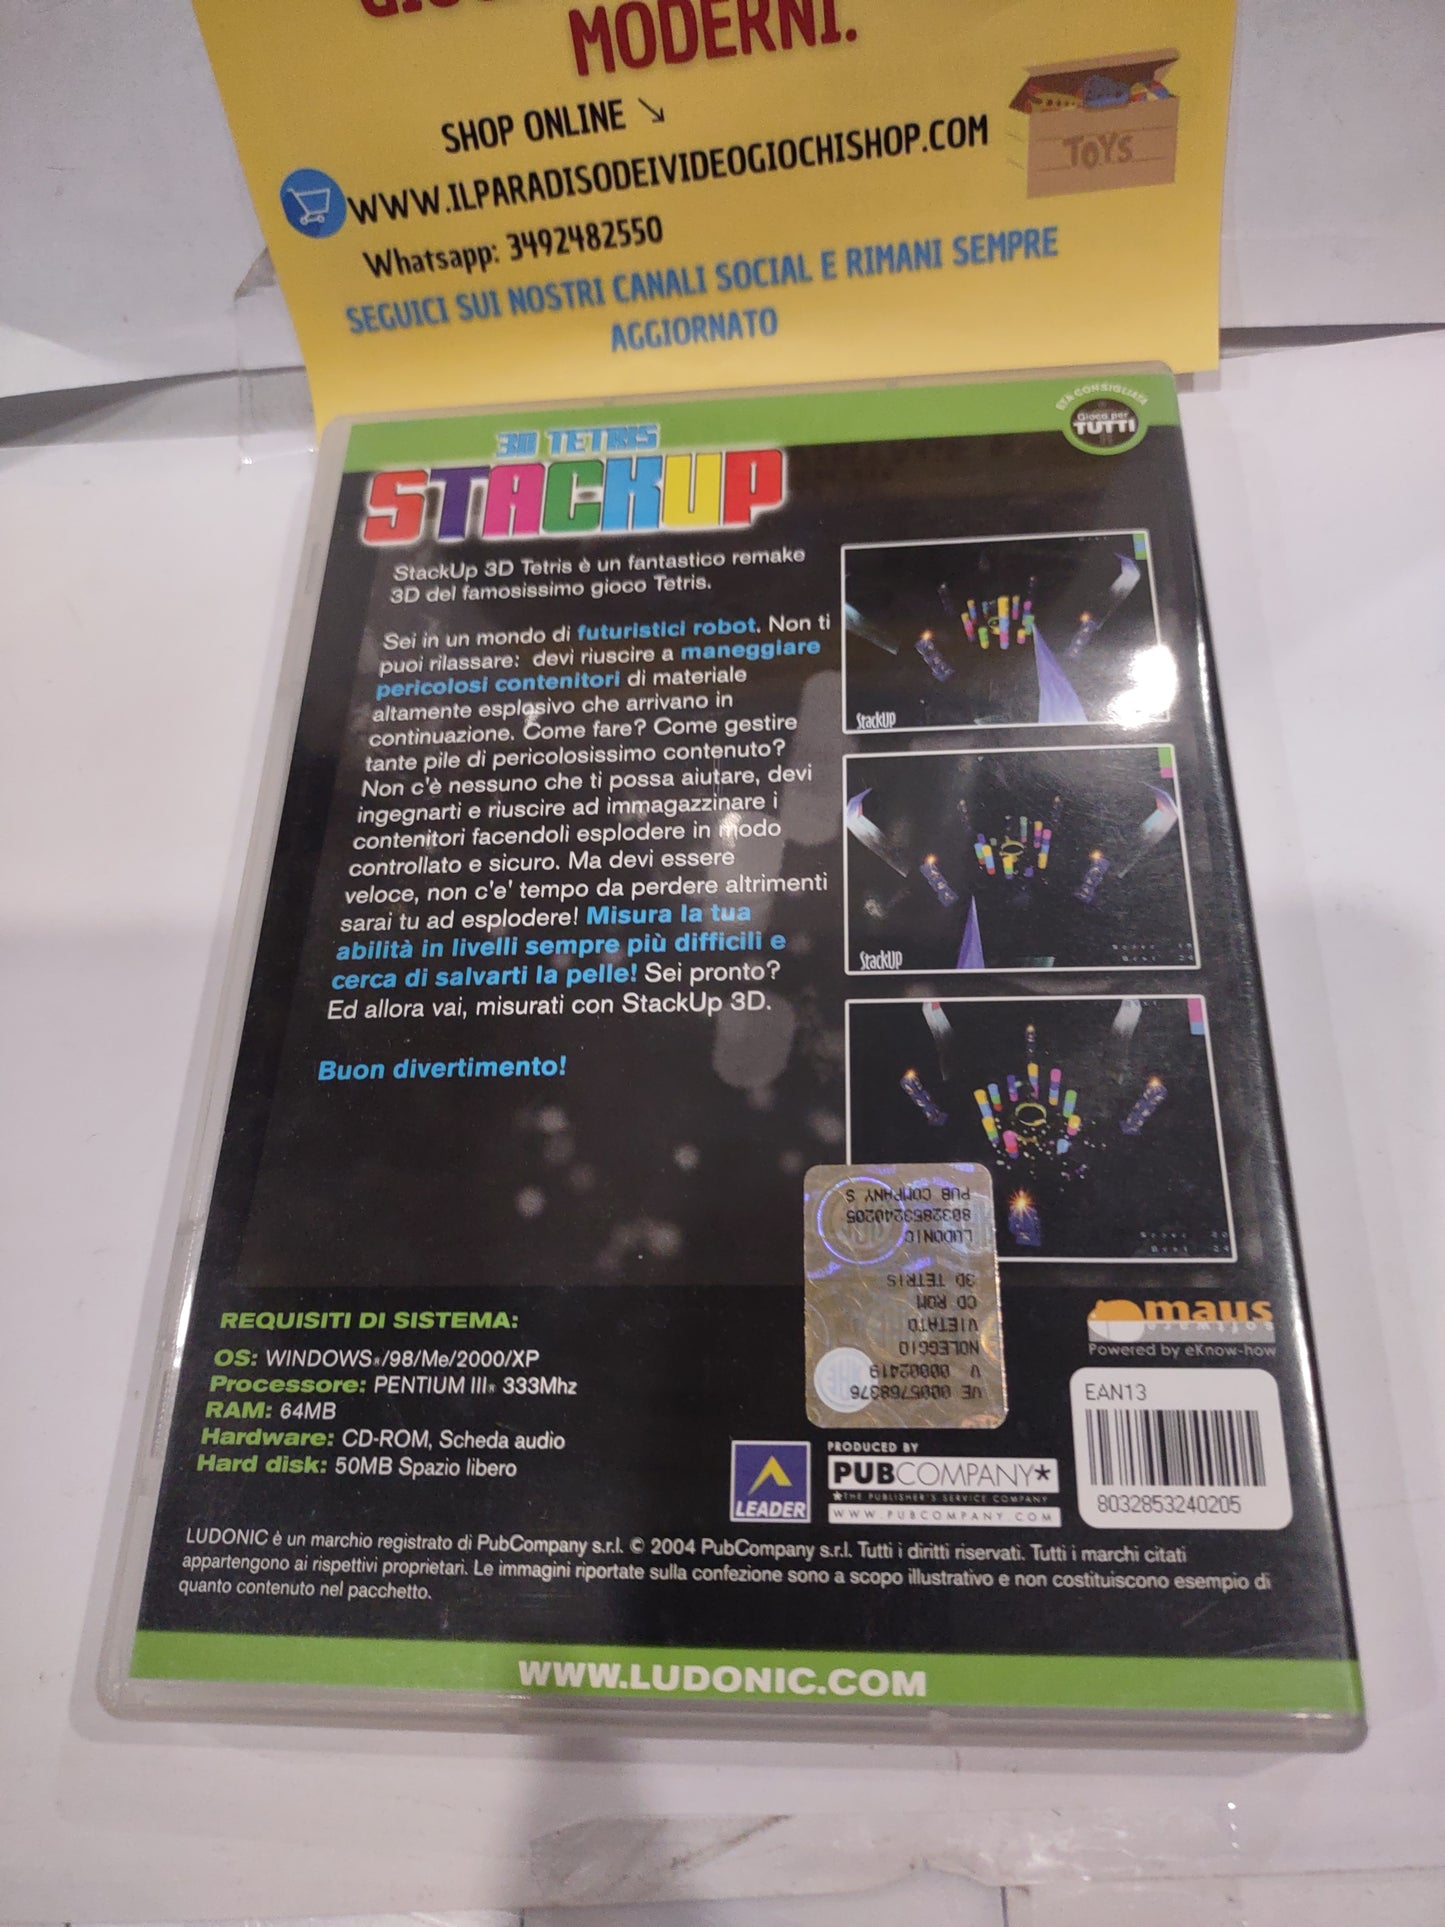 MODERNI.
SHOP ONLINE ↘
WWW.ILPARADISODEIVIDEOGIOCHISHOP.COM
Whatsapp: 3492482550
SEGUICI SUI NOSTRI CANALI SOCIAL E RIMANI SEMPRE
AGGIORNATO
TOYS
ETA CONSIGLIATA
Gioco per
TUTTI
3D TETRIS
STACKUP
StackUp 3D Tetris è un fantastico remake
3D del famosissimo gioco Tetris.
Sei in un mondo di futuristici robot. Non ti
puoi rilassare: devi riuscire a maneggiare
pericolosi contenitori di materiale
altamente esplosivo che arrivano in
continuazione. Come fare? Come gestire
tante pile di pericolosissimo contenuto?
Non c'è nessuno che ti possa aiutare, devi
ingegnarti e riuscire ad immagazzinare i
contenitori facendoli esplodere in modo
controllato e sicuro. Ma devi essere
veloce, non c'e' tempo da perdere altrimenti
sarai tu ad esplodere! Misura la tua
abilità in livelli sempre più difficili e
cerca di salvarti la pelle! Sei pronto?
Ed allora vai, misurati con StackUp 3D.
Buon divertimento!
StackUP
StackUP
PUB COMPANY S
8032853240205
LUDONIC
3D TETRIS
CD ROM
VIETATO
NOLEGGIO
V 00002419
VE 0005768376
REQUISITI DI SISTEMA:
OS: WINDOWS®/98/Me/2000/XP
Processore: PENTIUM III® 333Mhz
RAM: 64MB
Hardware: CD-ROM, Scheda audio
Hard disk: 50MB Spazio libero
maus
software
Powered by eKnow-how
EAN13
8032853240205
LEADER
PRODUCED BY
PUBCOMPANY*
*THE PUBLISHER'S SERVICE COMPANY
WWW.PUBCOMPANY.COM
LUDONIC è un marchio registrato di PubCompany s.r.l. © 2004 PubCompany s.r.l. Tutti i diritti riservati. Tutti i marchi citati
appartengono ai rispettivi proprietari. Le immagini riportate sulla confezione sono a scopo illustrativo e non costituiscono esempio di
quanto contenuto nel pacchetto.
WWW.LUDONIC.COM